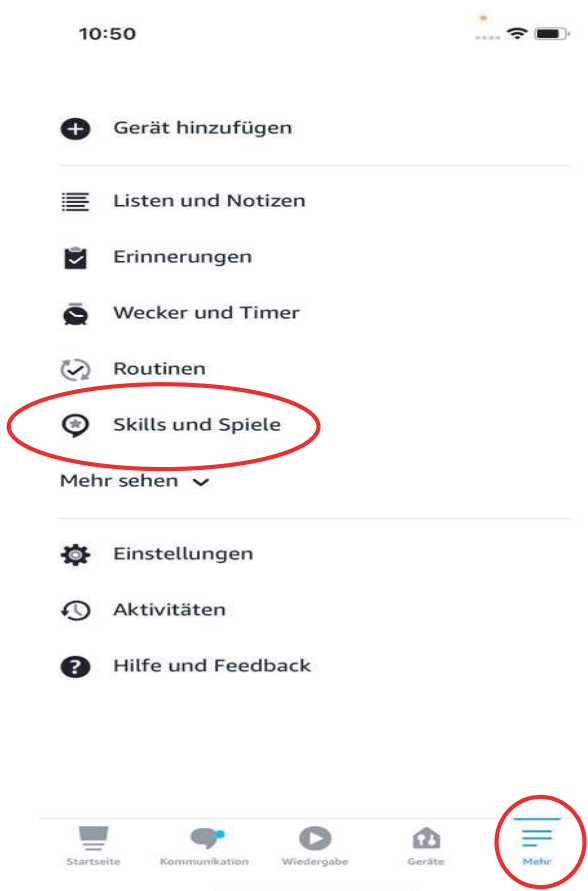 10:50
Gerät hinzufügen
Listen und Notizen
Erinnerungen
Wecker und Timer
Routinen
Skills und Spiele
Mehr sehen
Einstellungen
Aktivitäten
Hilfe und Feedback
Startseite Kommunikation Wiedergabe Geräte Mehr